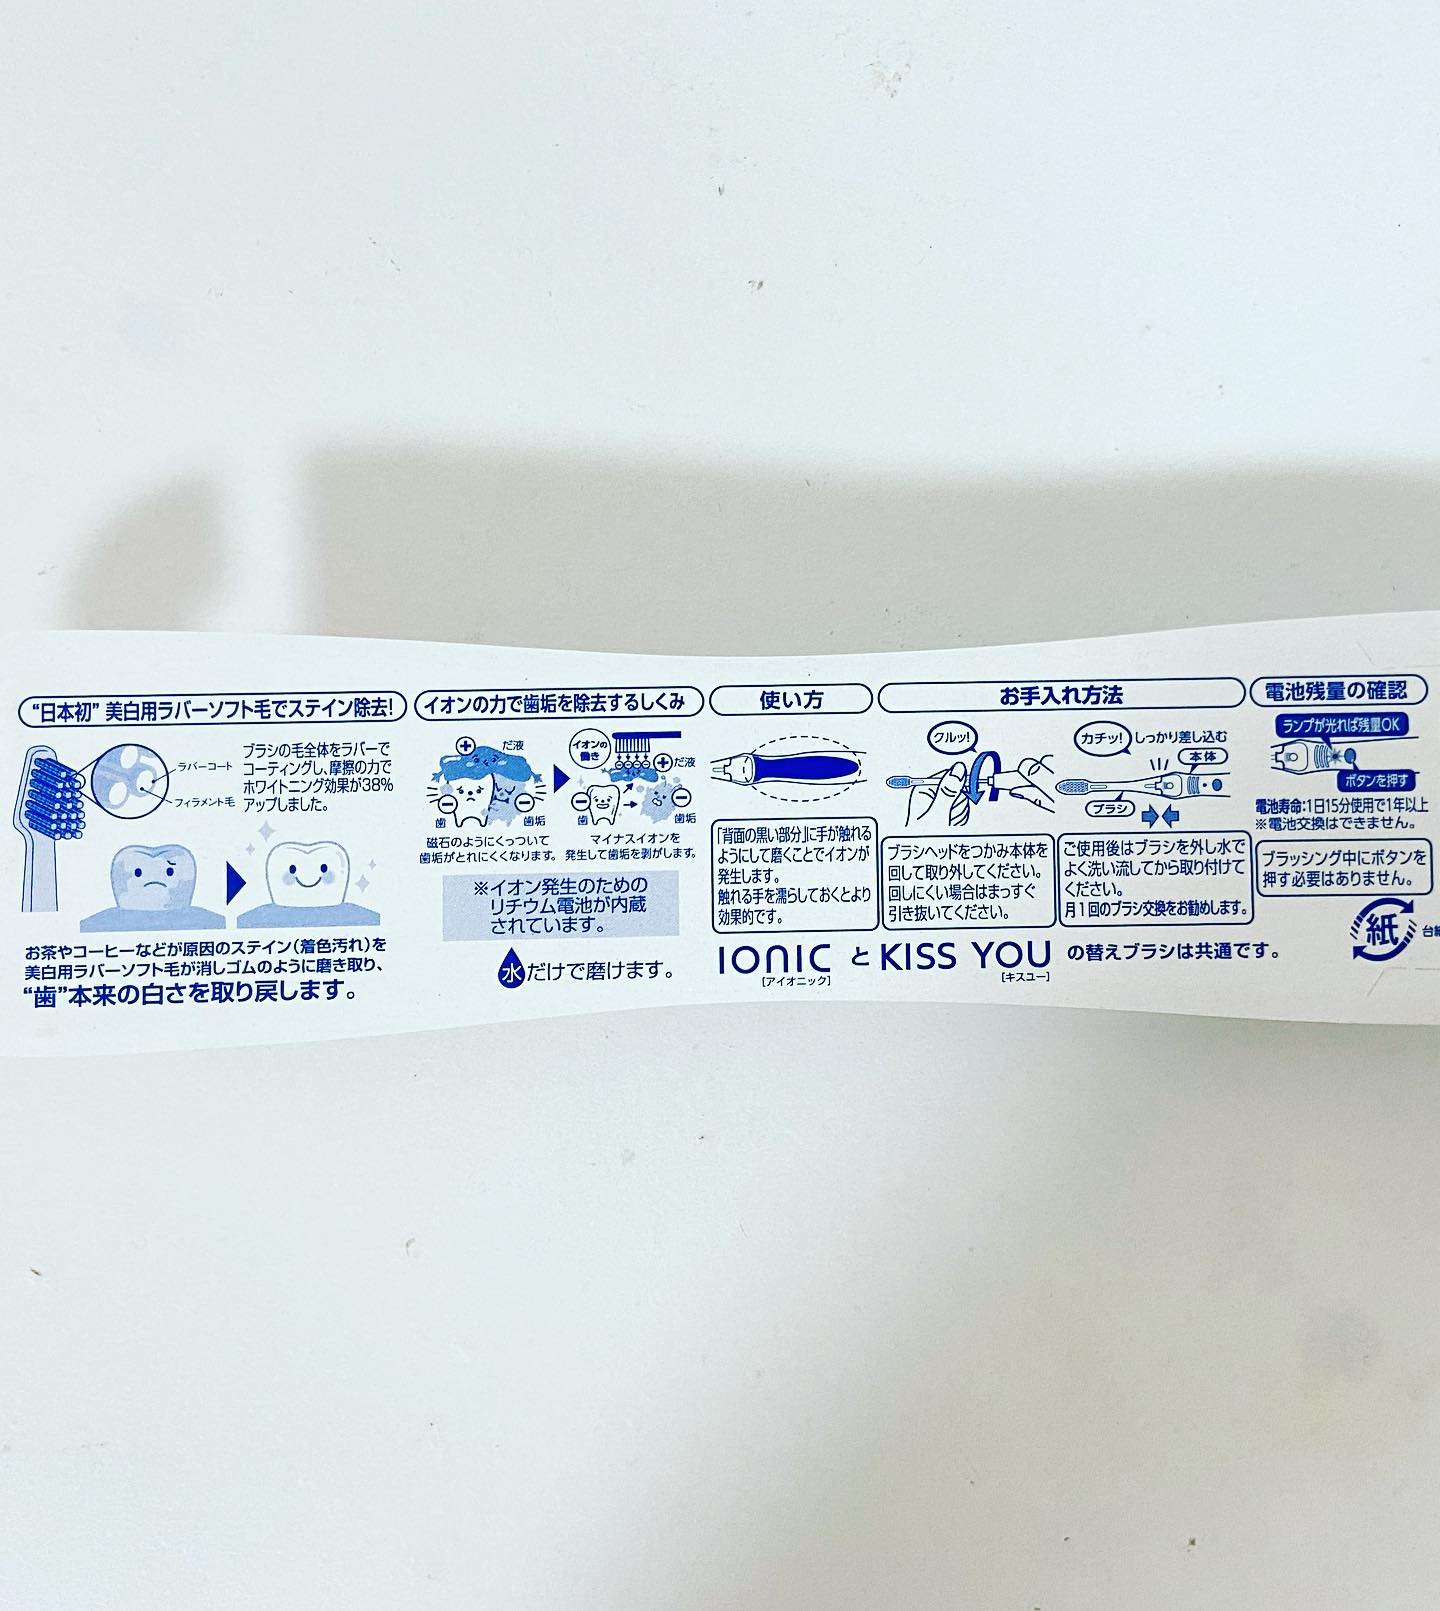 “日本初” 美白用ラバーソフト毛でステイン除去!
ブラシの毛全体をラバーで
コーティングし、摩擦の力で
ホワイトニング効果が38%
アップしました。
ラバーコート
フィラメント毛
お茶やコーヒーなどが原因のステイン(着色汚れ)を
美白用ラバーソフト毛が消しゴムのように磨き取り、
“歯”本来の白さを取り戻します。
イオンの力で歯垢を除去するしくみ
+
だ液
−
−
歯
歯垢
磁石のようにくっついて
歯垢がとれにくくなります。
イオンの
働き
−−−−
+
だ液
−
−
歯
歯垢
マイナスイオンを
発生して歯垢を剥がします。
※イオン発生のための
リチウム電池が内蔵
されています。
水だけで磨けます。
使い方
「背面の黒い部分」に手が触れる
ようにして磨くことでイオンが
発生します。
触れる手を濡らしておくとより
効果的です。
お手入れ方法
クルッ!
ブラシヘッドをつかみ本体を
回して取り外してください。
回しにくい場合はまっすぐ
引き抜いてください。
カチッ!
しっかり差し込む
本体
ブラシ
ご使用後はブラシを外し水で
よく洗い流してから取り付けて
ください。
月1回のブラシ交換をお勧めします。
IONIC と KISS YOU の替えブラシは共通です。
[アイオニック]
[キスユー]
電池残量の確認
ランプが光れば残量OK
ボタンを押す
電池寿命:1日15分使用で1年以上
※電池交換はできません。
ブラッシング中にボタンを
押す必要はありません。
紙
台紙